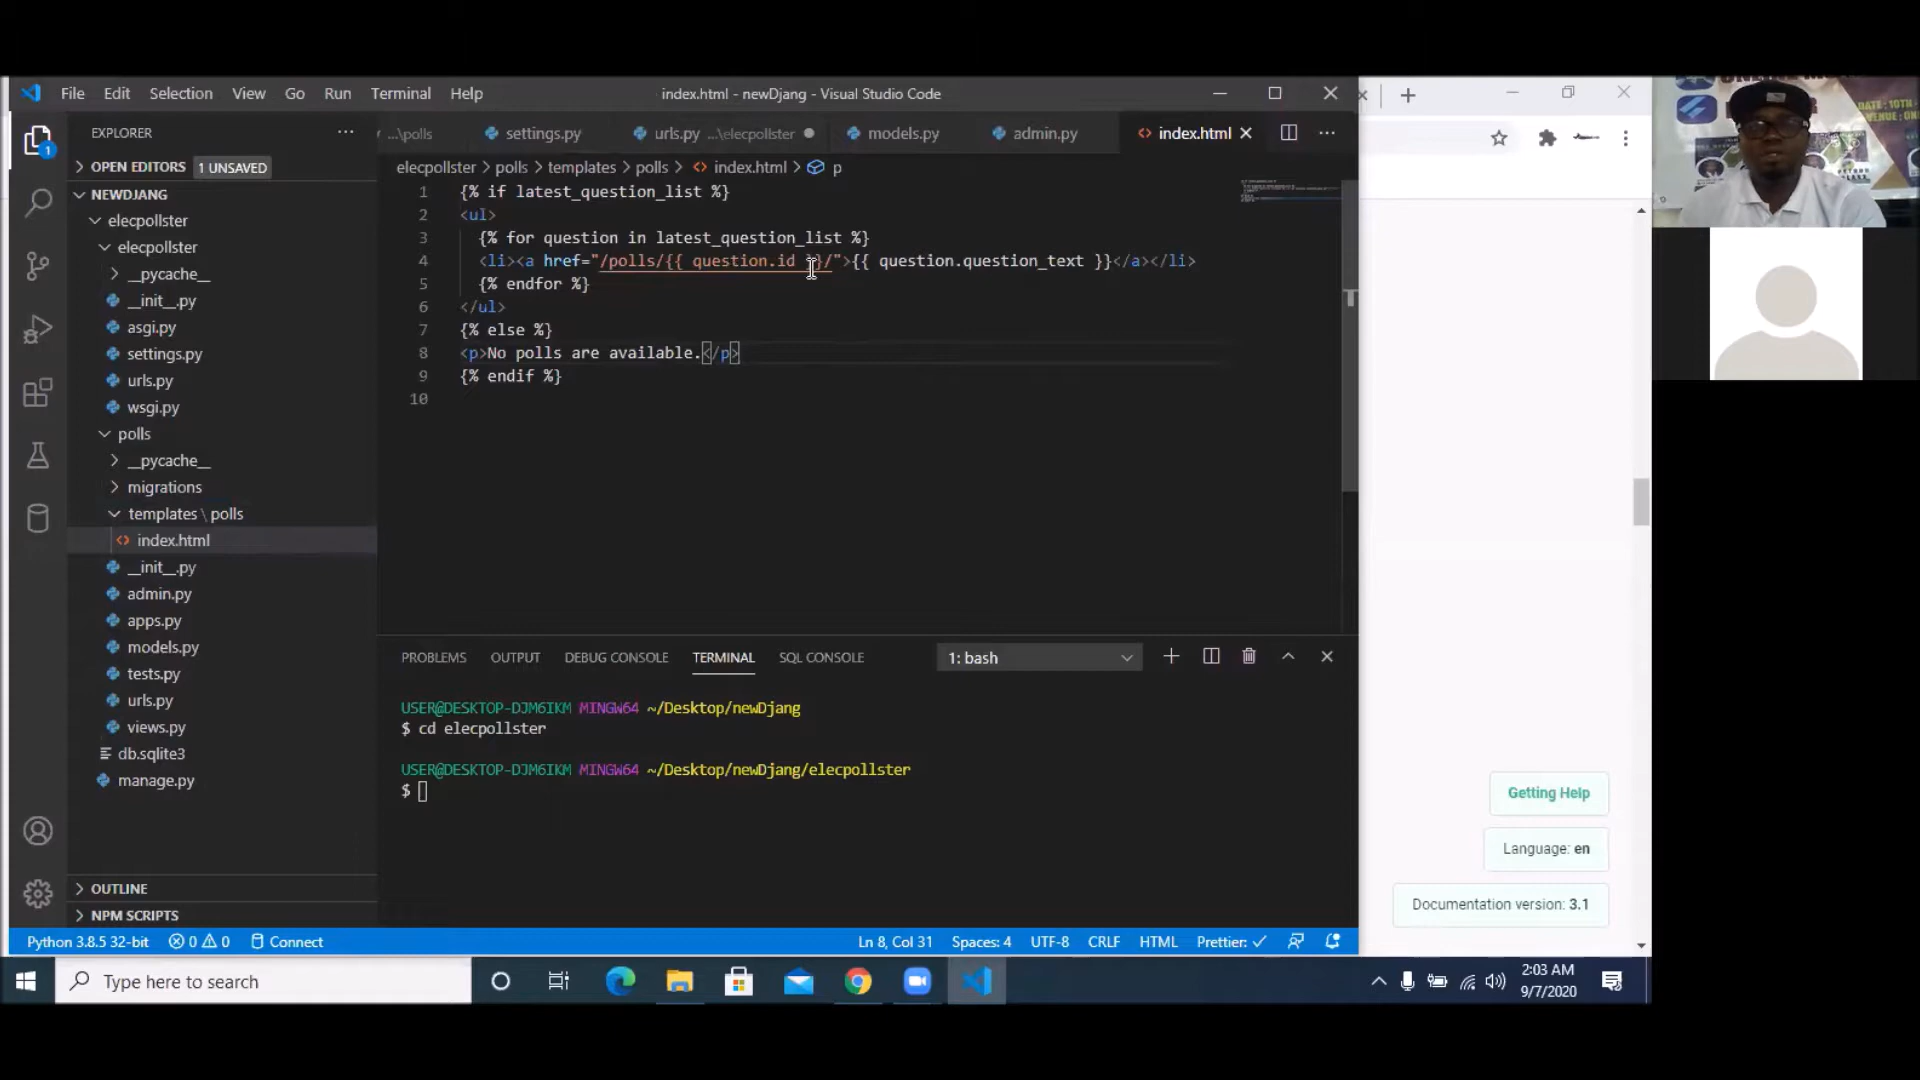 File Edit Selection View Go Run Terminal Help
index.html - newDjang - Visual Studio Code
EXPLORER
...\polls
settings.py
urls.py ...\elecpollster
models.py
admin.py
index.html
OPEN EDITORS 1 UNSAVED
elecpollster > polls > templates > polls > index.html > p
NEWDJANG
elecpollster
elecpollster
__pycache__
__init__.py
asgi.py
settings.py
urls.py
wsgi.py
polls
__pycache__
migrations
templates \ polls
index.html
__init__.py
admin.py
apps.py
models.py
tests.py
urls.py
views.py
db.sqlite3
manage.py
OUTLINE
NPM SCRIPTS
1 {% if latest_question_list %}
2 <ul>
3 {% for question in latest_question_list %}
4 <li><a href="/polls/{{ question.id }}/">{{ question.question_text }}</a></li>
5 {% endfor %}
6 </ul>
7 {% else %}
8 <p>No polls are available.</p>
9 {% endif %}
10
PROBLEMS OUTPUT DEBUG CONSOLE TERMINAL SQL CONSOLE 1: bash
USER@DESKTOP-DJM6IKM MINGW64 ~/Desktop/newDjang
$ cd elecpollster
USER@DESKTOP-DJM6IKM MINGW64 ~/Desktop/newDjang/elecpollster
$
Getting Help
Language: en
Documentation version: 3.1
Python 3.8.5 32-bit 0 0 Connect
Ln 8, Col 31 Spaces: 4 UTF-8 CRLF HTML Prettier: ✓
Type here to search
2:03 AM
9/7/2020